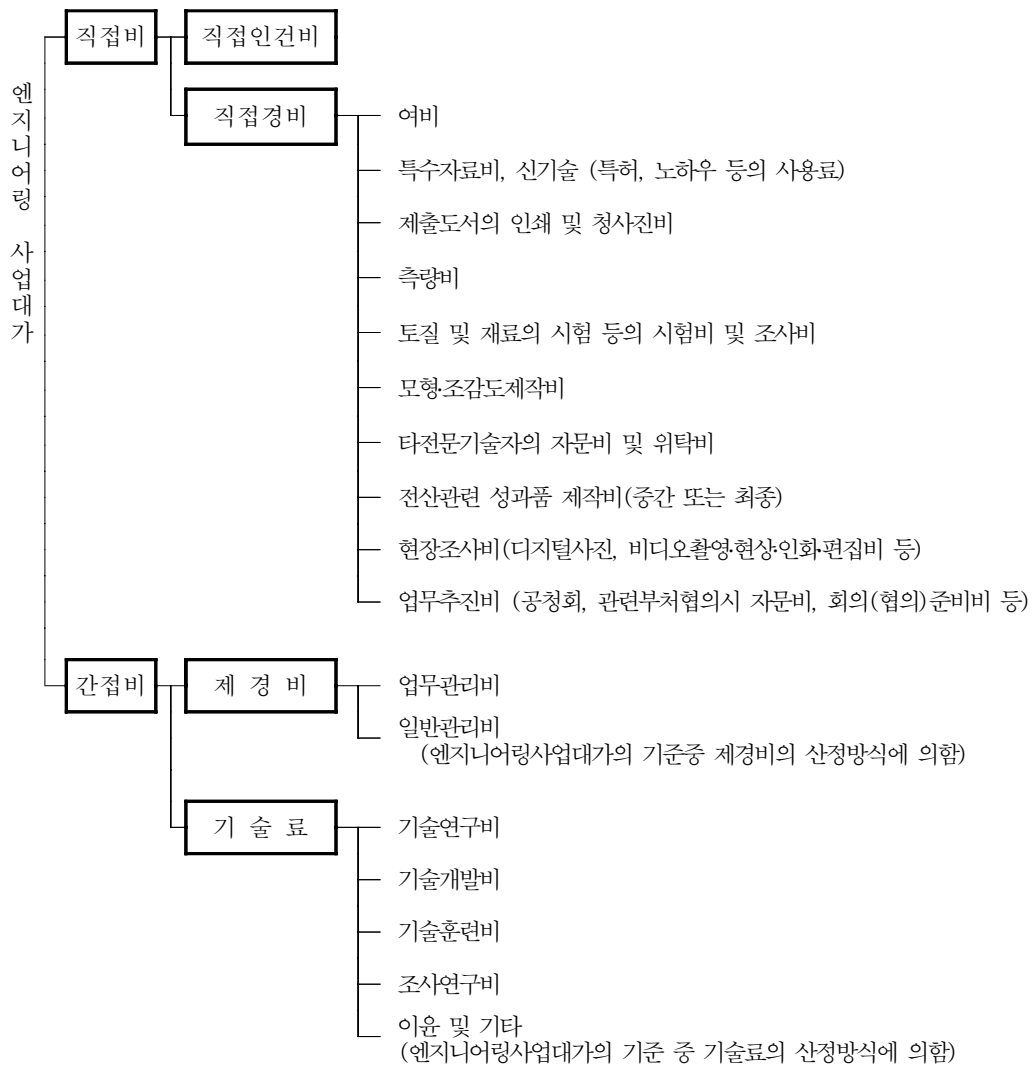 엔지니어링 사업대가
직접비
직접인건비
직접경비
여비
특수자료비, 신기술 (특허, 노하우 등의 사용료)
제출도서의 인쇄 및 청사진비
측량비
토질 및 재료의 시험 등의 시험비 및 조사비
모형·조감도제작비
타전문기술자의 자문비 및 위탁비
전산관련 성과품 제작비(중간 또는 최종)
현장조사비(디지털사진, 비디오촬영·현상·인화·편집비 등)
업무추진비 (공청회, 관련부처협의시 자문비, 회의(협의)준비비 등)
간접비
제 경 비
업무관리비
일반관리비
(엔지니어링사업대가의 기준중 제경비의 산정방식에 의함)
기 술 료
기술연구비
기술개발비
기술훈련비
조사연구비
이윤 및 기타
(엔지니어링사업대가의 기준 중 기술료의 산정방식에 의함)